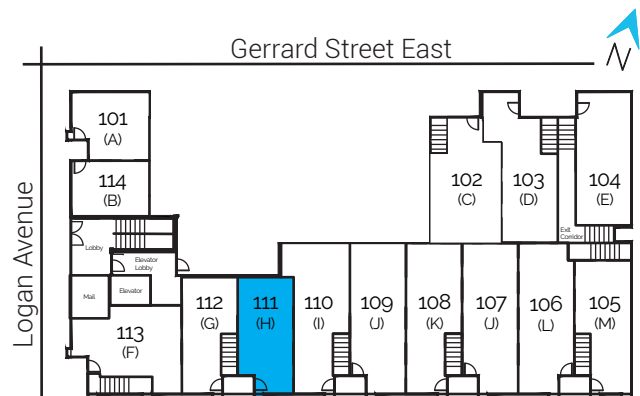 Gerrard Street East
N
Logan Avenue
101
(A)
114
(B)
102
(C)
103
(D)
104
(E)
Exit
Corridor
Lobby
Elevator
Lobby
Mail
Elevator
113
(F)
112
(G)
111
(H)
110
(I)
109
(J)
108
(K)
107
(J)
106
(L)
105
(M)